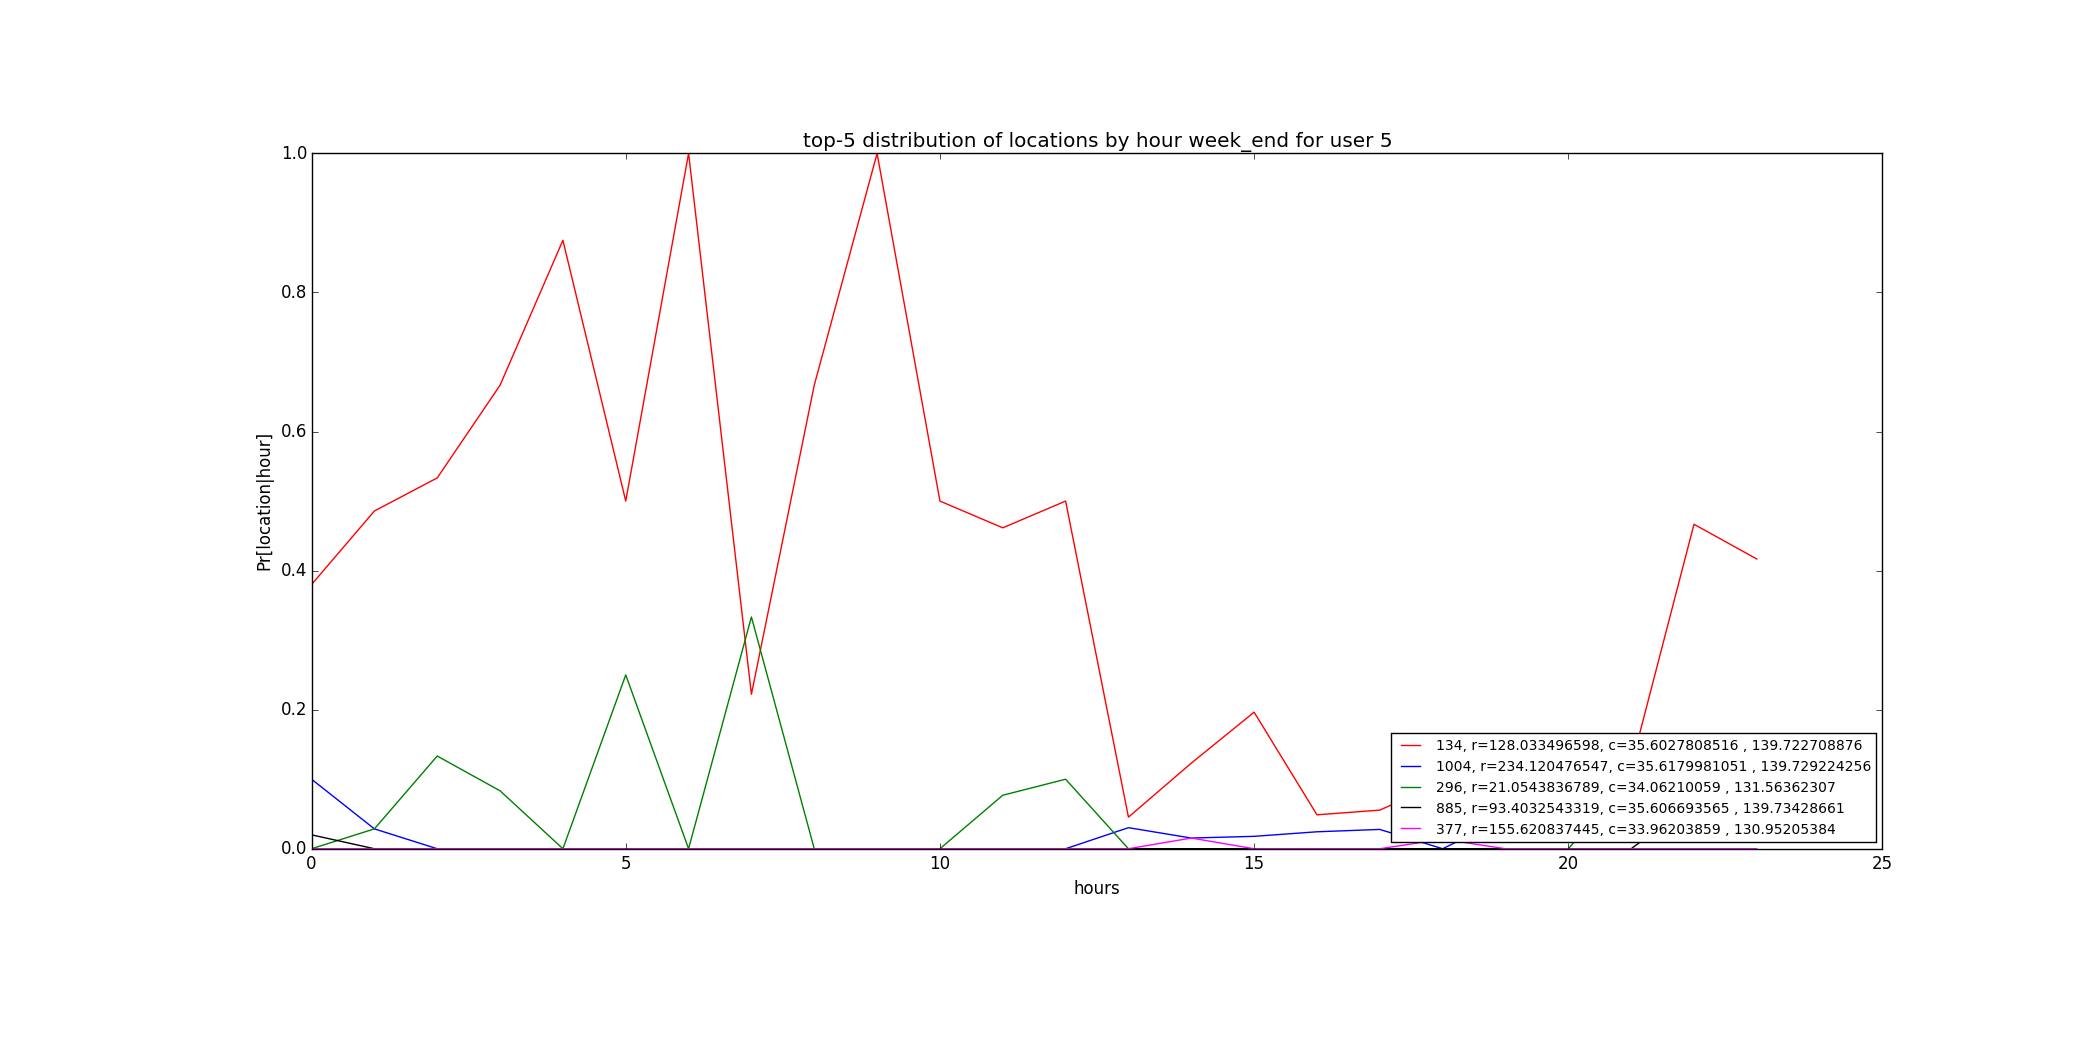 top-5 distribution of locations by hour week_end for user 5
1.0
0.8
0.6
0.4
0.2
0.0
Pr[location|hour]
134, r=128.033496598, c=35.6027808516 , 139.722708876
1004, r=234.120476547, c=35.6179981051 , 139.729224256
296, r=21.0543836789, c=34.06210059 , 131.56362307
885, r=93.4032543319, c=35.606693565 , 139.73428661
377, r=155.620837445, c=33.96203859 , 130.95205384
0 5 10 15 20 25
hours